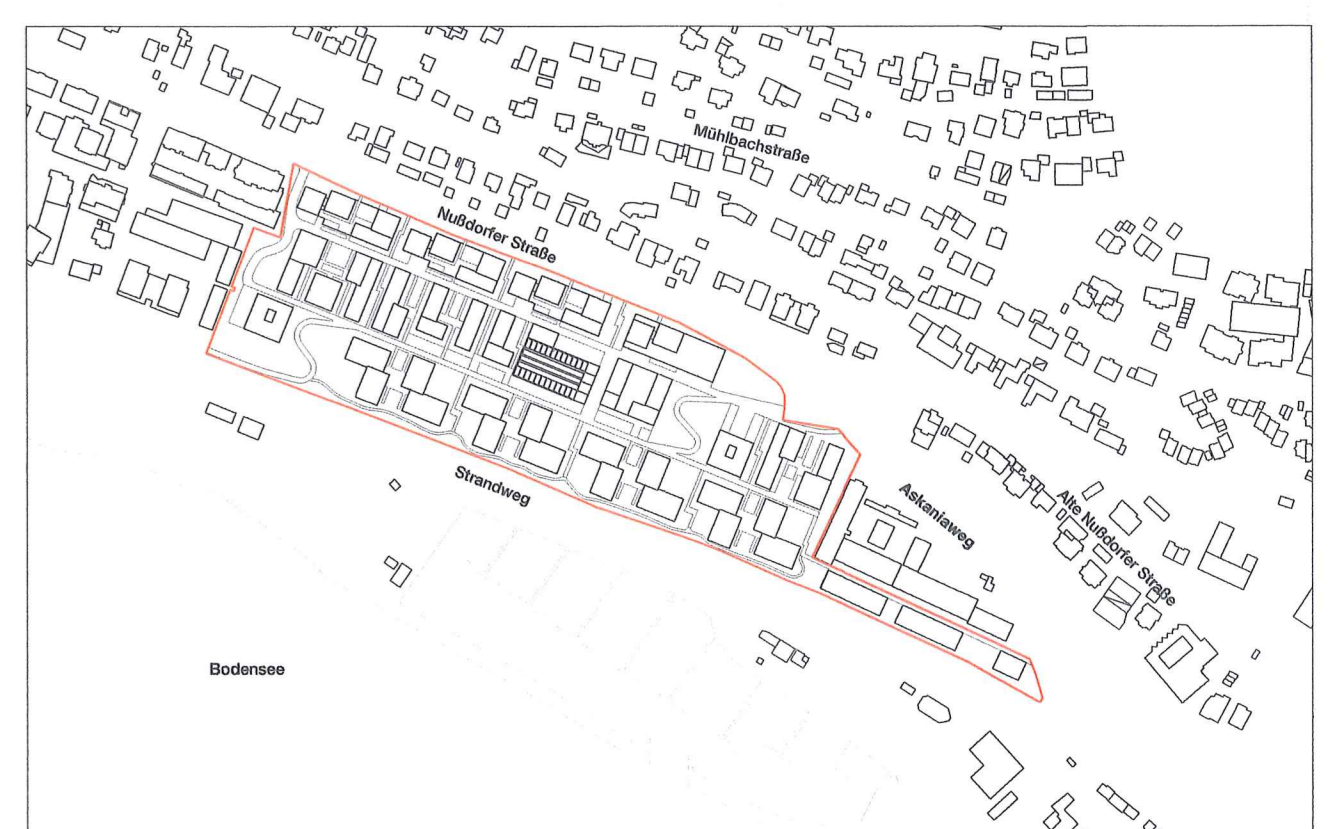 Mühlbachstraße
Nußdorfer Straße
Strandweg
Askaniaweg
Alte Nußdorfer Straße
Bodensee